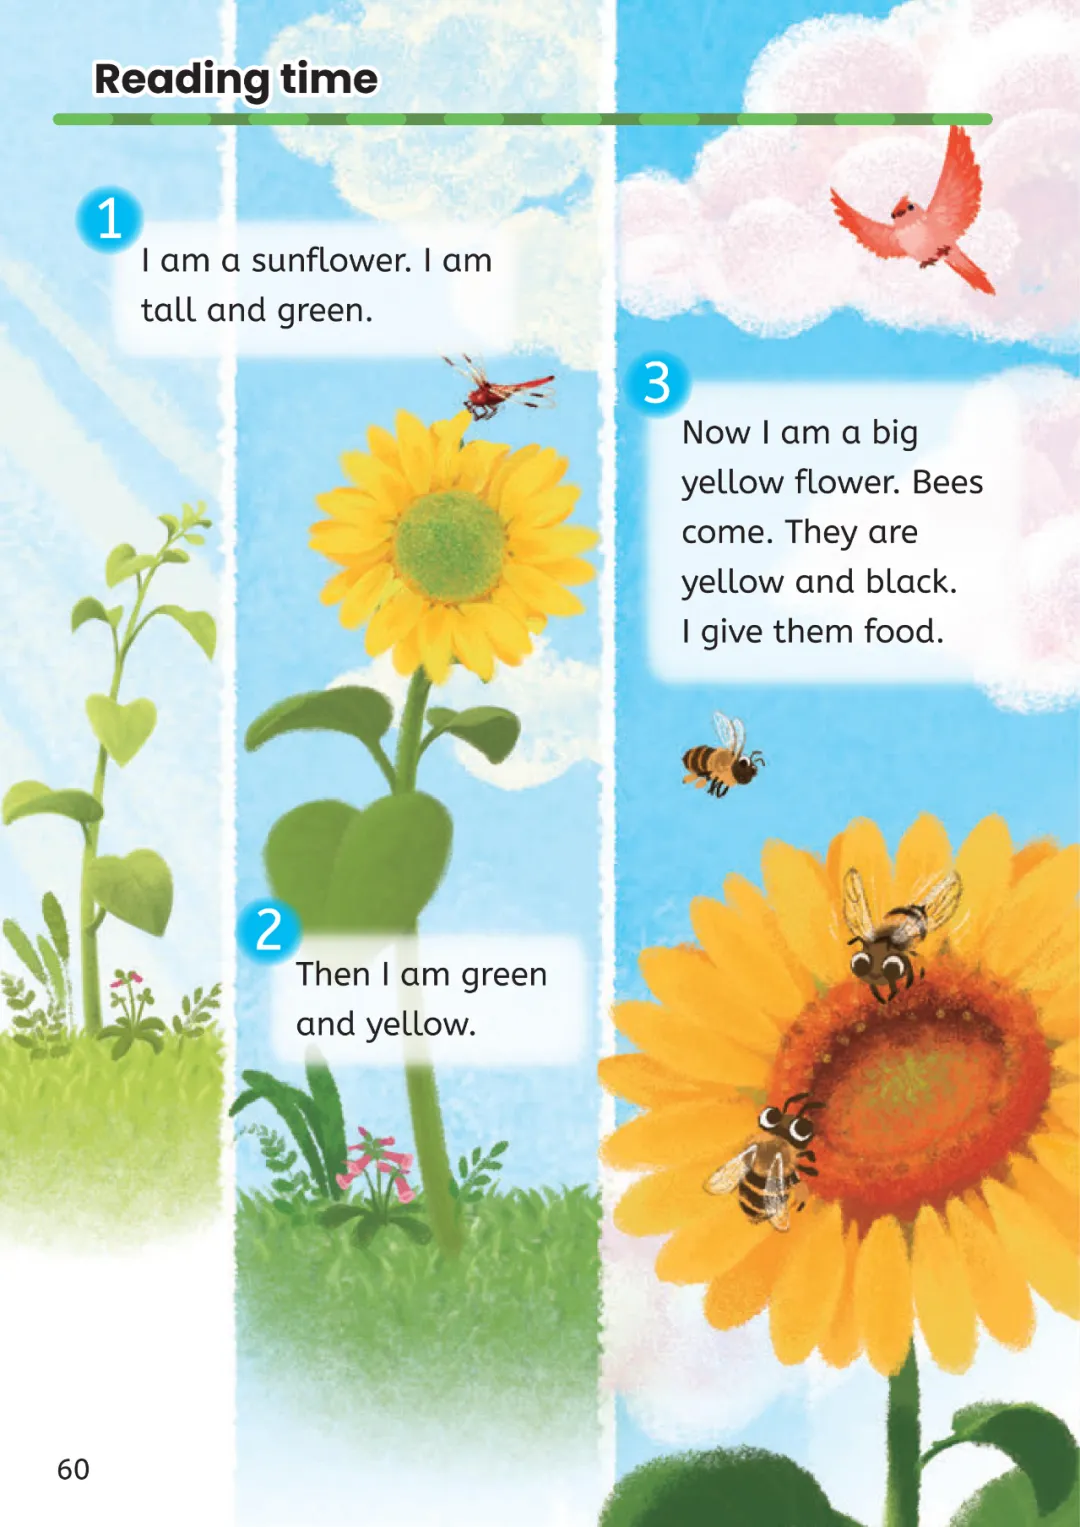 Reading time
1
I am a sunflower. I am
tall and green.
2
Then I am green
and yellow.
3
Now I am a big
yellow flower. Bees
come. They are
yellow and black.
I give them food.
60